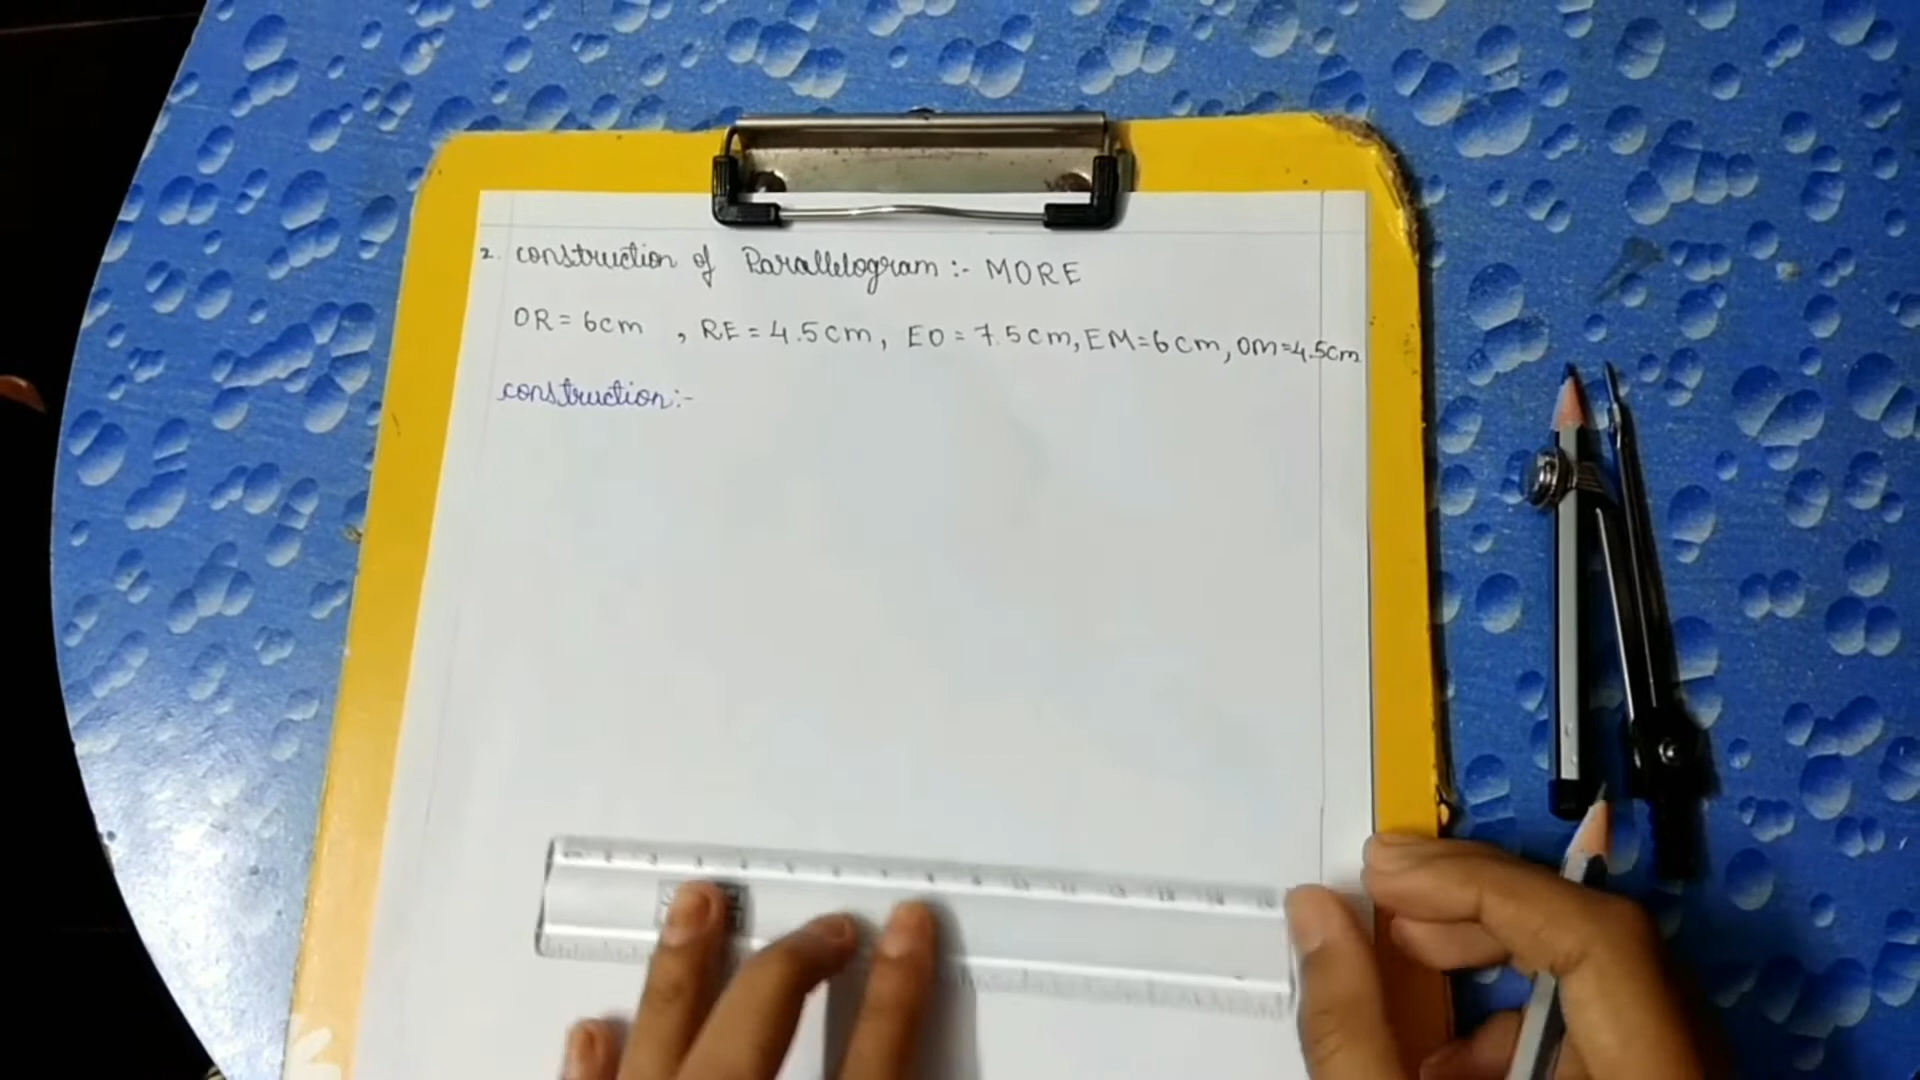 2. construction of Parallelogram :- MORE
OR = 6cm , RE = 4.5cm, EO = 7.5cm, EM=6cm, OM=4.5cm
construction:-